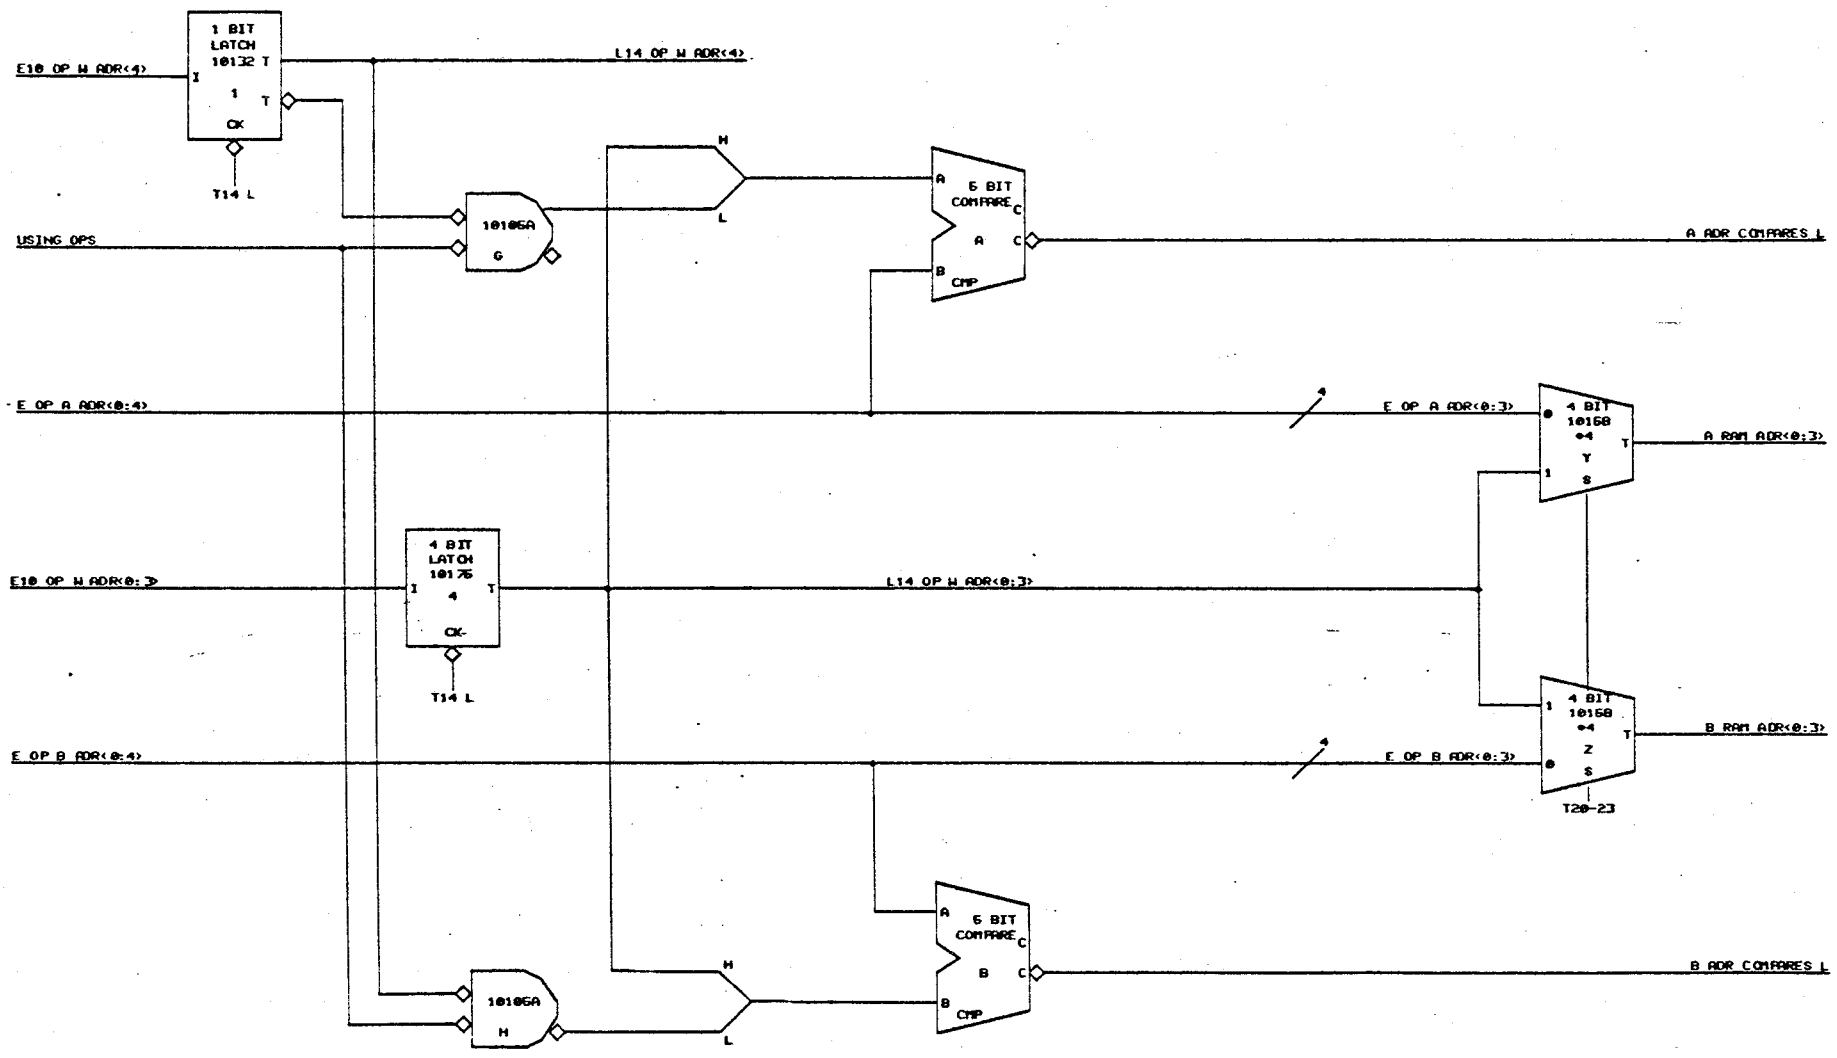 1 BIT
LATCH
10132 T
E10 OP W ADR<4>
I
1
T
CK
T14 L
L14 OP W ADR<4>
H
L
10105A
G
USING OPS
A
6 BIT
COMPARE
C
A
C
B
CMP
A ADR COMPARES L
E OP A ADR<0:4>
4
E OP A ADR<0:3>
0
4 BIT
10158
*4
T
Y
1
S
A RAM ADR<0:3>
4 BIT
LATCH
10176
E10 OP W ADR<0:3>
I
4
T
CK
T14 L
L14 OP W ADR<0:3>
4 BIT
1
10158
*4
T
Z
0
S
T20-23
B RAM ADR<0:3>
E OP B ADR<0:4>
4
E OP B ADR<0:3>
A
6 BIT
COMPARE
C
B
C
B
CMP
B ADR COMPARES L
H
L
10105A
H